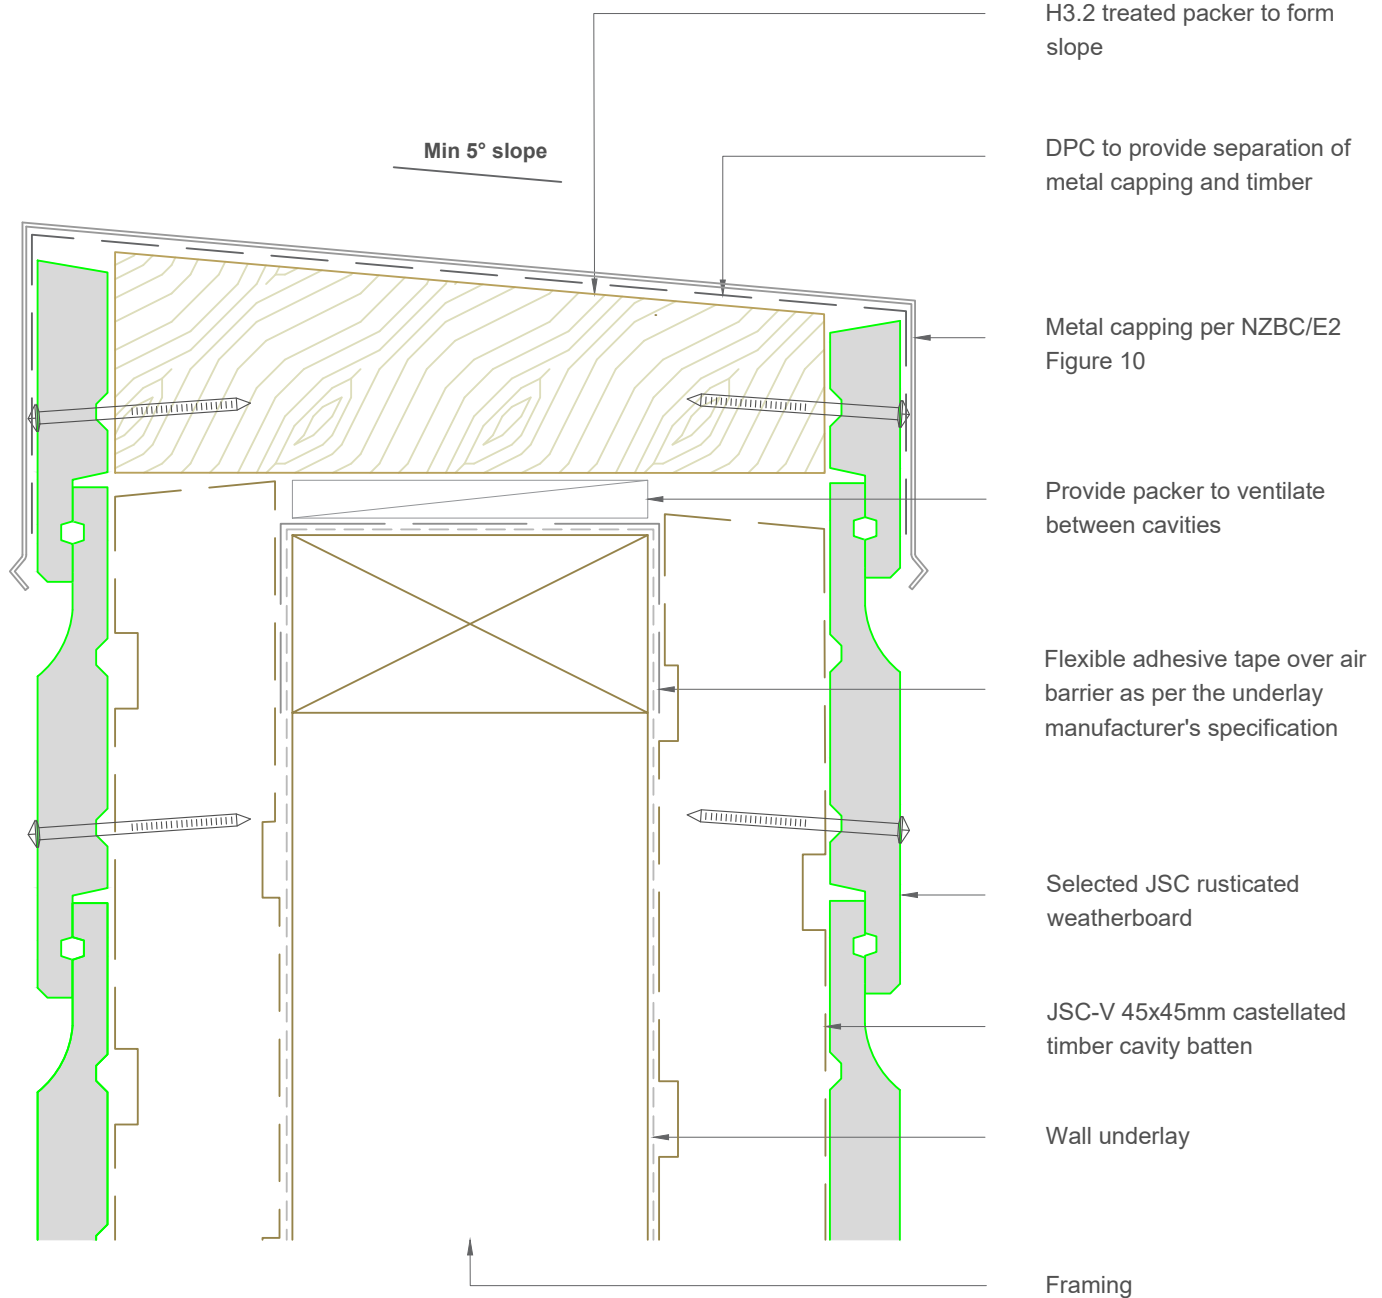 H3.2 treated packer to form
slope
Min 5° slope
DPC to provide separation of
metal capping and timber
Metal capping per NZBC/E2
Figure 10
Provide packer to ventilate
between cavities
Flexible adhesive tape over air
barrier as per the underlay
manufacturer's specification
Selected JSC rusticated
weatherboard
JSC-V 45x45mm castellated
timber cavity batten
Wall underlay
Framing